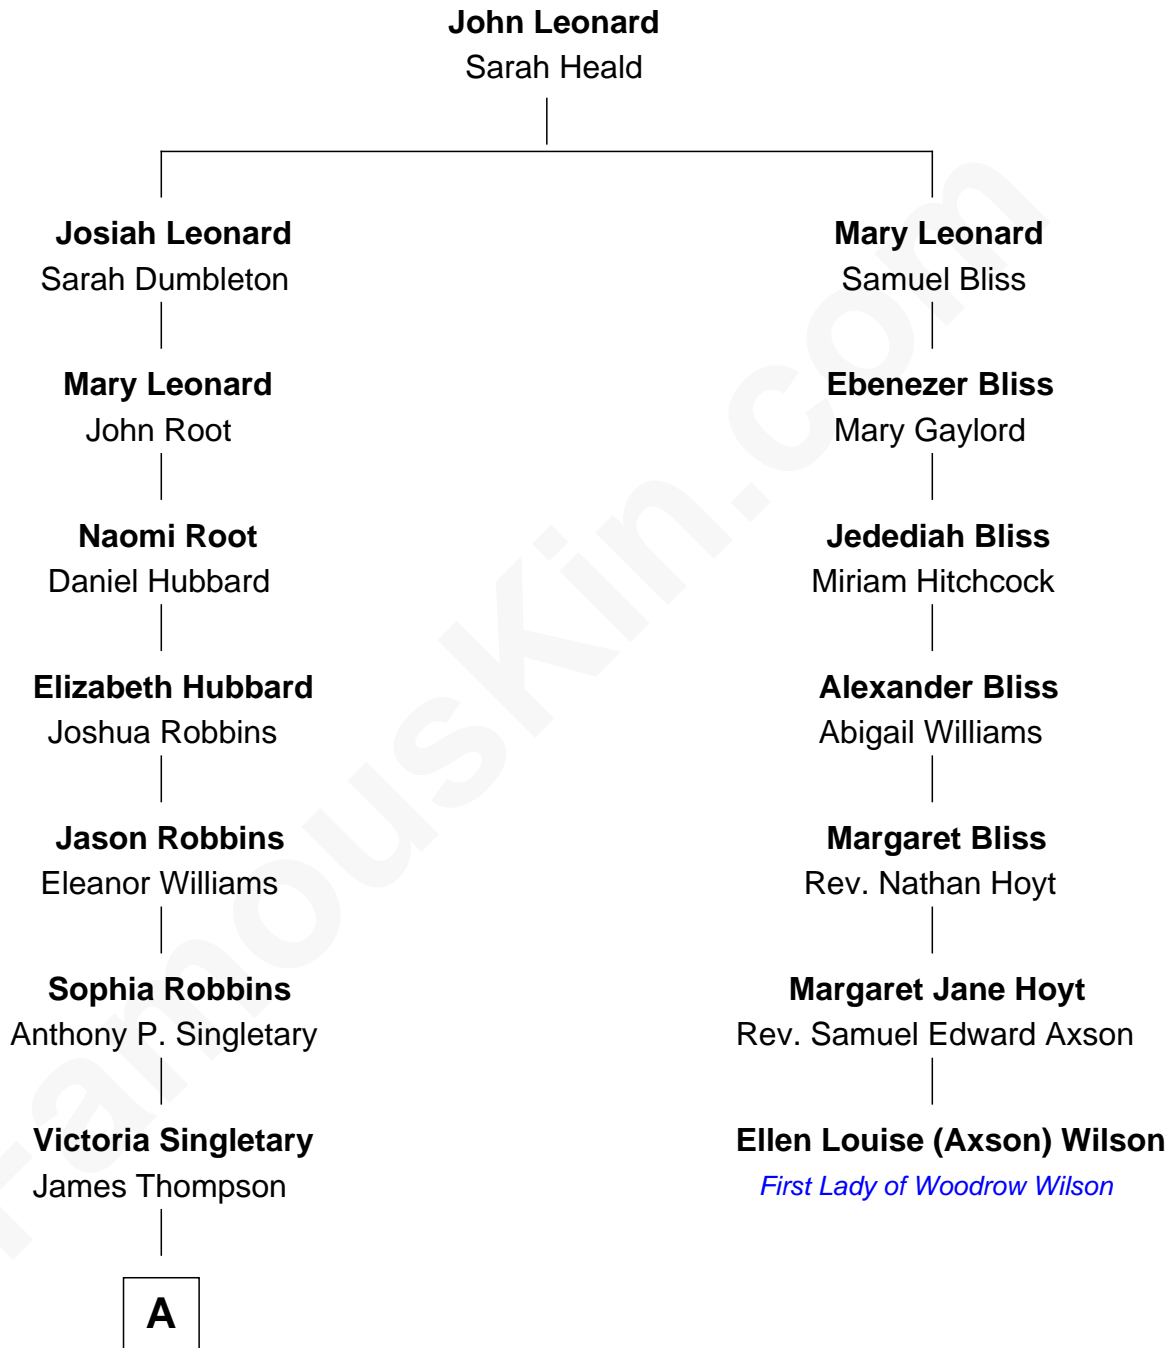 John Leonard
Sarah Heald
Josiah Leonard
Sarah Dumbleton
Mary Leonard
Samuel Bliss
Mary Leonard
John Root
Ebenezer Bliss
Mary Gaylord
Naomi Root
Daniel Hubbard
Jedediah Bliss
Miriam Hitchcock
Elizabeth Hubbard
Joshua Robbins
Alexander Bliss
Abigail Williams
Jason Robbins
Eleanor Williams
Margaret Bliss
Rev. Nathan Hoyt
Sophia Robbins
Anthony P. Singletary
Margaret Jane Hoyt
Rev. Samuel Edward Axson
Victoria Singletary
James Thompson
Ellen Louise (Axson) Wilson
First Lady of Woodrow Wilson
A
FamousKin.com